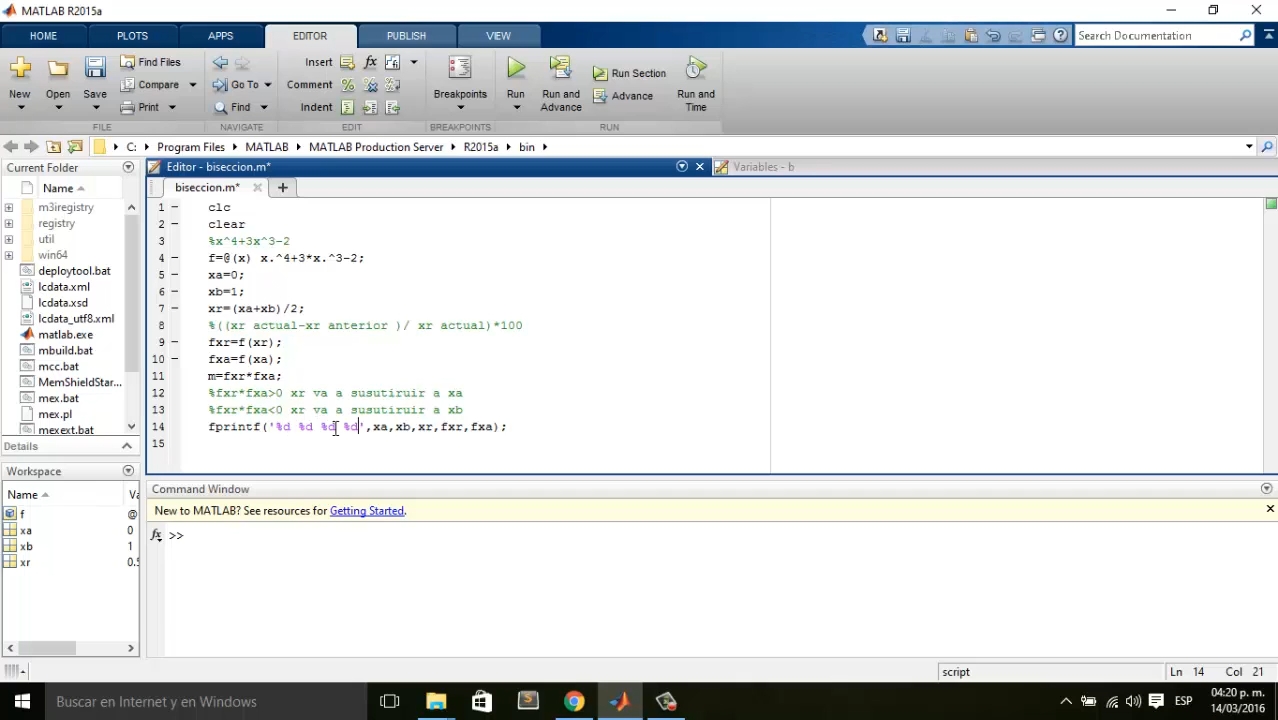 MATLAB R2015a
HOME PLOTS APPS EDITOR PUBLISH VIEW Search Documentation
New Open Save Find Files Compare Print Go To Find Insert Comment Indent Breakpoints Run Run and Advance Run Section Advance Run and Time
FILE NAVIGATE EDIT BREAKPOINTS RUN
C: Program Files MATLAB MATLAB Production Server R2015a bin
Current Folder
Name
m3iregistry
registry
util
win64
deploytool.bat
lcdata.xml
lcdata.xsd
lcdata_utf8.xml
matlab.exe
mbuild.bat
mcc.bat
MemShieldStar...
mex.bat
mex.pl
mexext.bat
Details
Workspace
Name Va
f @
xa 0
xb 1
xr 0.5
Editor - biseccion.m* Variables - b
biseccion.m*
1 clc
2 clear
3 %x^4+3x^3-2
4 f=@(x) x.^4+3*x.^3-2;
5 xa=0;
6 xb=1;
7 xr=(xa+xb)/2;
8 %((xr actual-xr anterior )/ xr actual)*100
9 fxr=f(xr);
10 fxa=f(xa);
11 m=fxr*fxa;
12 %fxr*fxa>0 xr va a susutiruir a xa
13 %fxr*fxa<0 xr va a susutiruir a xb
14 fprintf('%d %d %d %d',xa,xb,xr,fxr,fxa);
15
Command Window
New to MATLAB? See resources for Getting Started.
fx >>
script Ln 14 Col 21
Buscar en Internet y en Windows
ESP
04:20 p. m.
14/03/2016